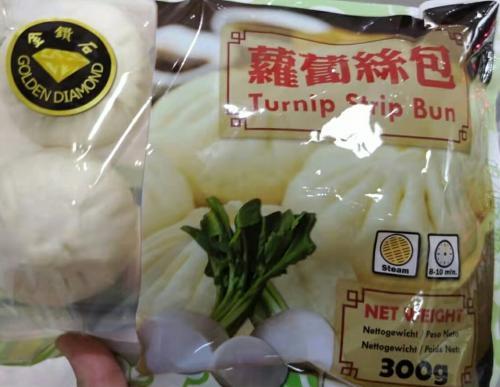 金鑽石
GOLDEN DIAMOND
蘿蔔絲包
Turnip Strip Bun
Steam
8-10 min.
NET WEIGHT
Nettogewicht / Peso Neto
Nettogewicht / Poids Net
300g